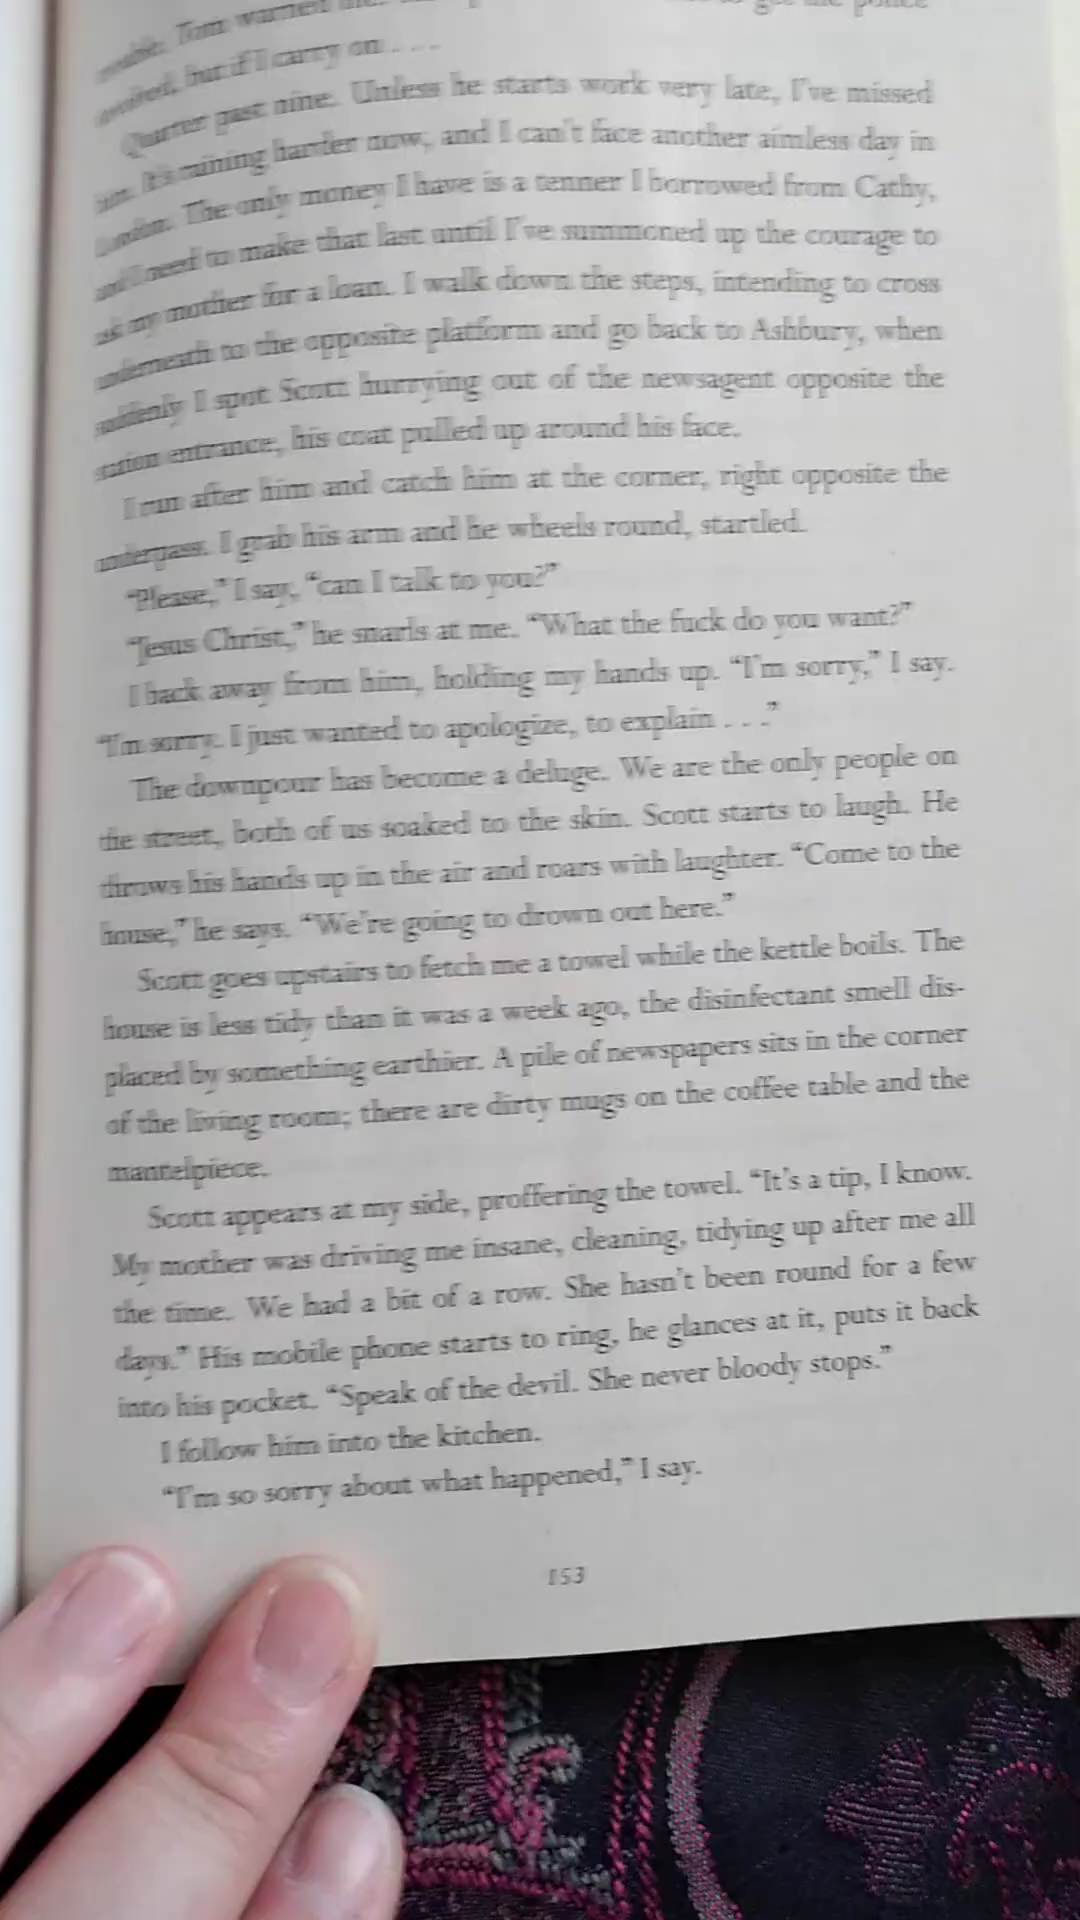 trouble. Tom warned
involved, but if I carry on . . . .
Quarter past nine. Unless he starts work very late, I've missed
him. It's raining harder now, and I can't face another aimless day in
London. The only money I have is a tenner I borrowed from Cathy,
and I need to make that last until I've summoned up the courage to
ask my mother for a loan. I walk down the steps, intending to cross
underneath to the opposite platform and go back to Ashbury, when
suddenly I spot Scott hurrying out of the newsagent opposite the
station entrance, his coat pulled up around his face.
I run after him and catch him at the corner, right opposite the
underpass. I grab his arm and he wheels round, startled.
“Please,” I say, “can I talk to you?”
“Jesus Christ,” he snarls at me. “What the fuck do you want?”
I back away from him, holding my hands up. “I'm sorry,” I say.
“I'm sorry. I just wanted to apologize, to explain . . .”
The downpour has become a deluge. We are the only people on
the street, both of us soaked to the skin. Scott starts to laugh. He
throws his hands up in the air and roars with laughter. “Come to the
house,” he says. “We're going to drown out here.”
Scott goes upstairs to fetch me a towel while the kettle boils. The
house is less tidy than it was a week ago, the disinfectant smell dis-
placed by something earthier. A pile of newspapers sits in the corner
of the living room; there are dirty mugs on the coffee table and the
mantelpiece.
Scott appears at my side, proffering the towel. “It's a tip, I know.
My mother was driving me insane, cleaning, tidying up after me all
the time. We had a bit of a row. She hasn't been round for a few
days.” His mobile phone starts to ring, he glances at it, puts it back
into his pocket. “Speak of the devil. She never bloody stops.”
I follow him into the kitchen.
“I'm so sorry about what happened,” I say.
153